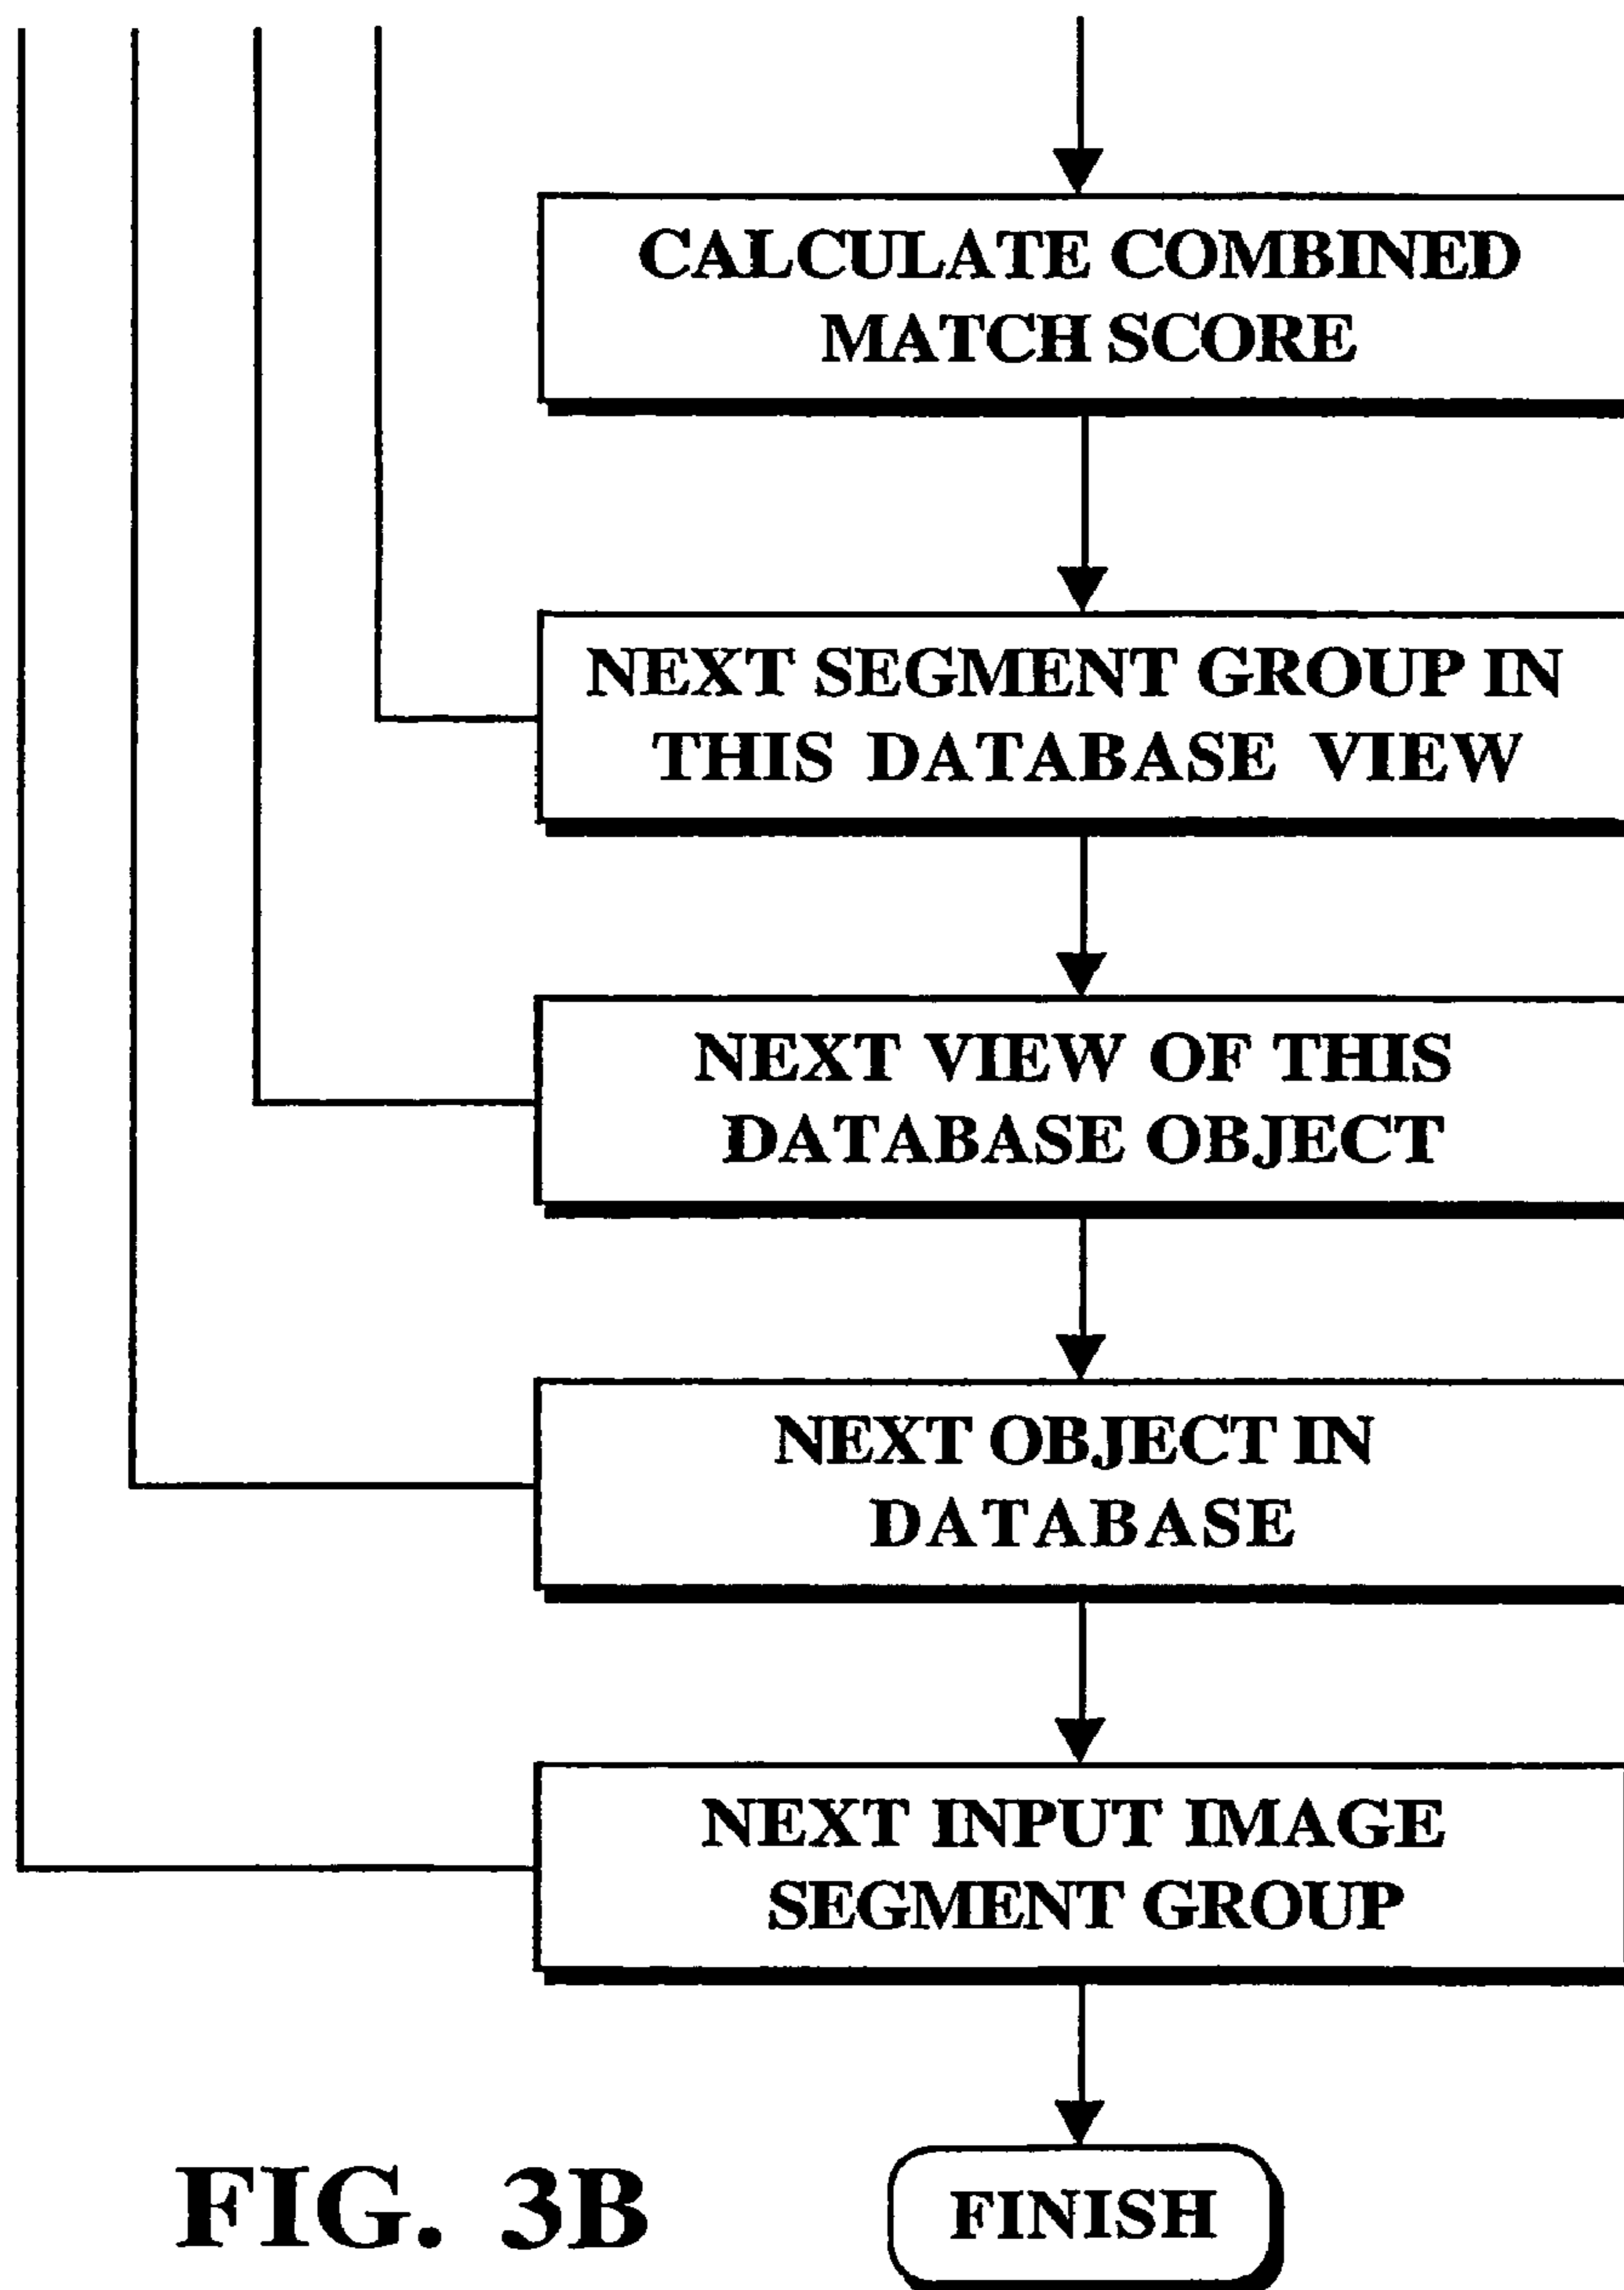 CALCULATE COMBINED
MATCH SCORE
NEXT SEGMENT GROUP IN
THIS DATABASE VIEW
NEXT VIEW OF THIS
DATABASE OBJECT
NEXT OBJECT IN
DATABASE
NEXT INPUT IMAGE
SEGMENT GROUP
FINISH
FIG. 3B